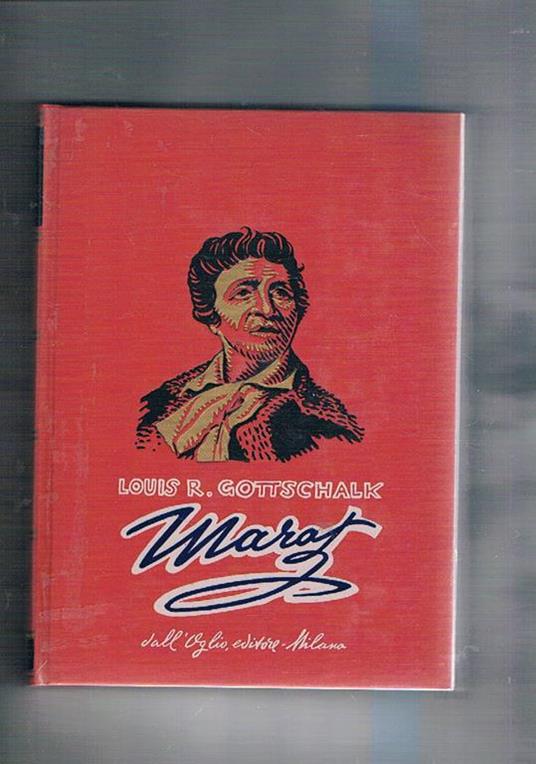 LOUIS R. GOTTSCHALK
Marat
dall'Oglio, editore - Milano